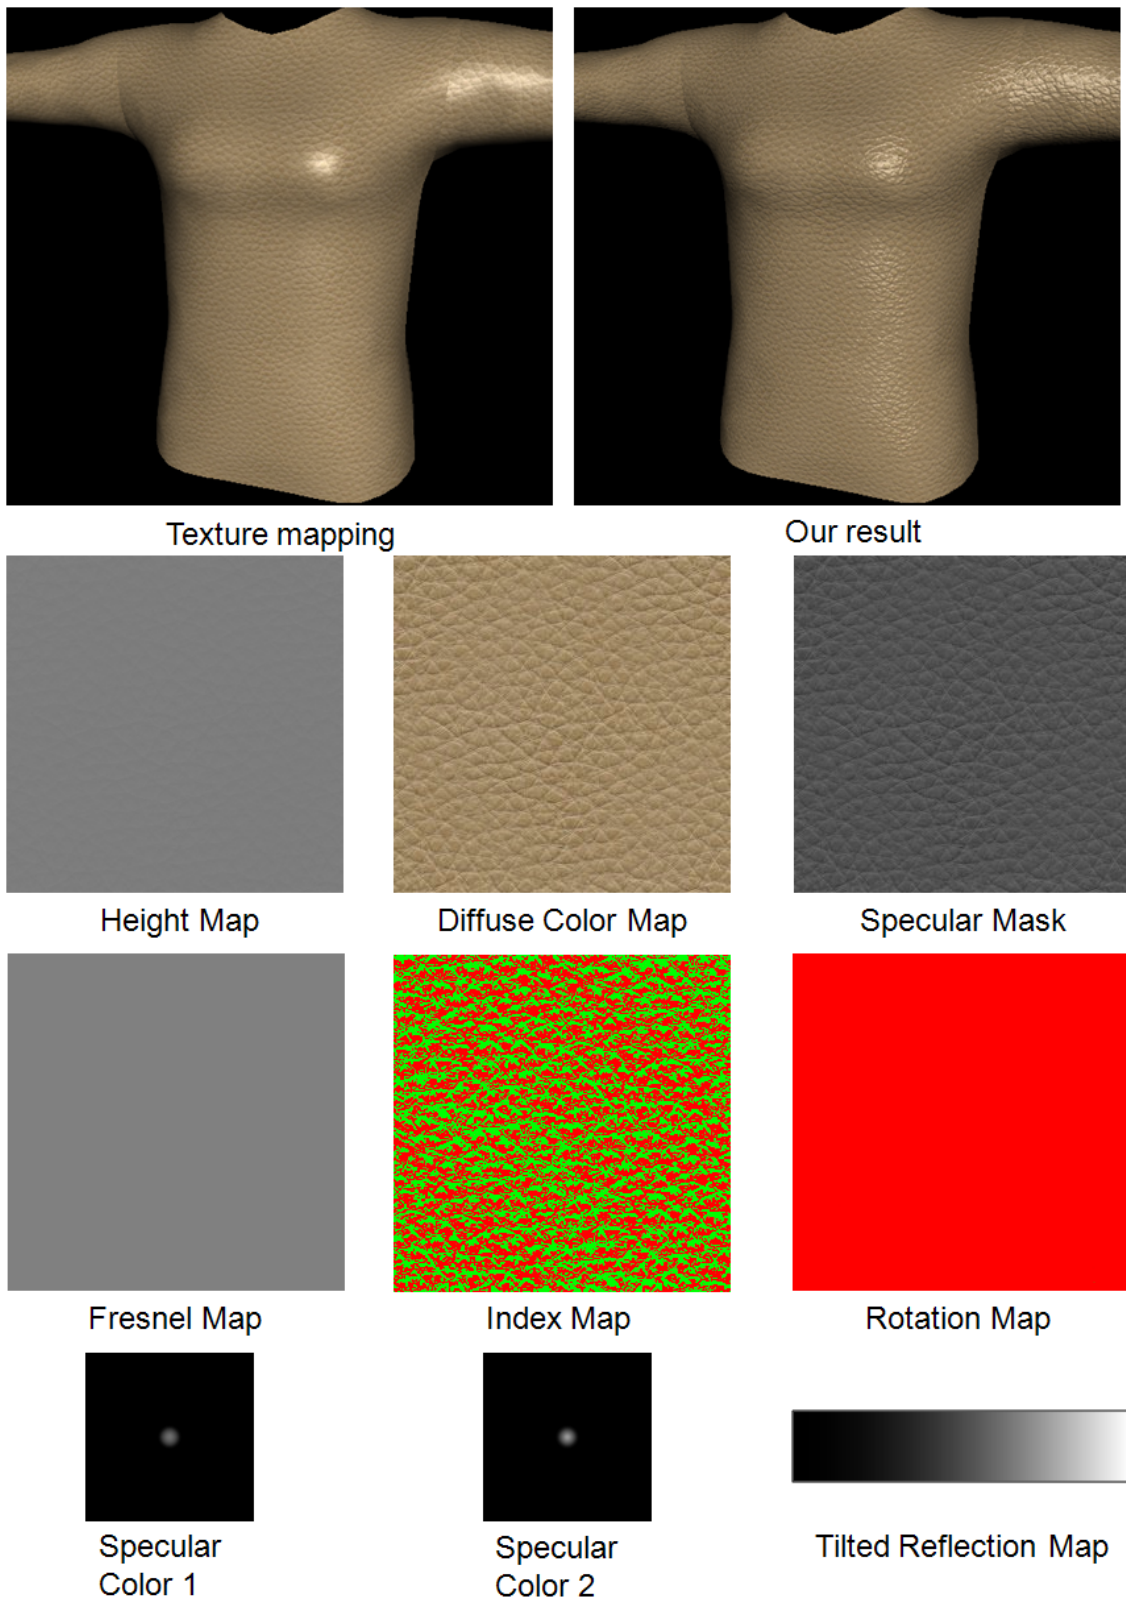 Texture mapping
Our result
Height Map
Diffuse Color Map
Specular Mask
Fresnel Map
Index Map
Rotation Map
Specular
Color 1
Specular
Color 2
Tilted Reflection Map